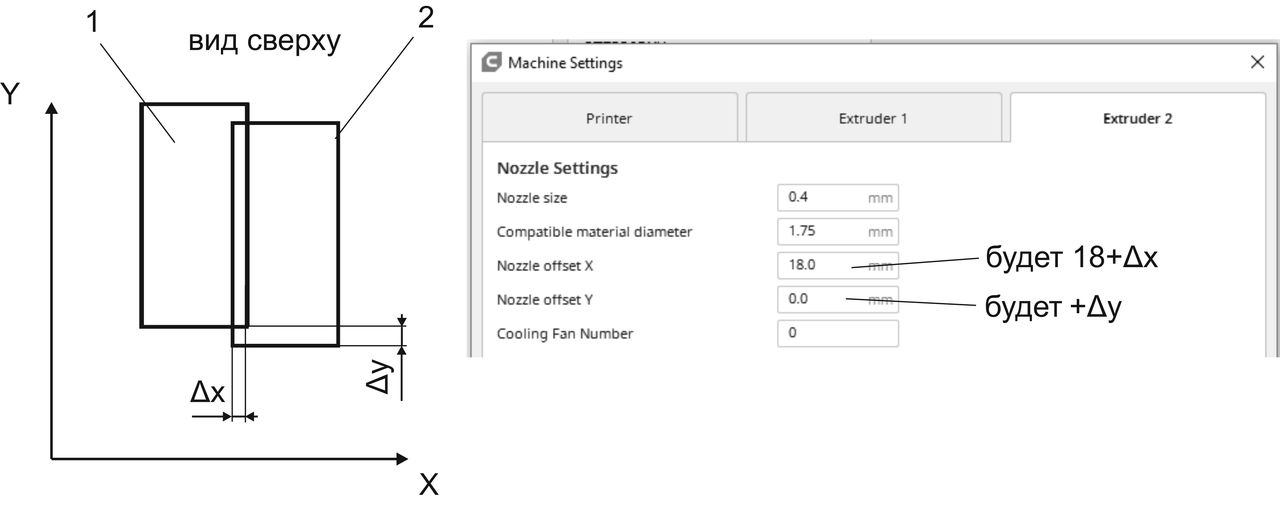 1
вид сверху
2
Y
Δx
Δy
X
Machine Settings
Printer
Extruder 1
Extruder 2
Nozzle Settings
Nozzle size 0.4 mm
Compatible material diameter 1.75 mm
Nozzle offset X 18.0 mm
будет 18+Δx
Nozzle offset Y 0.0 mm
будет +Δy
Cooling Fan Number 0